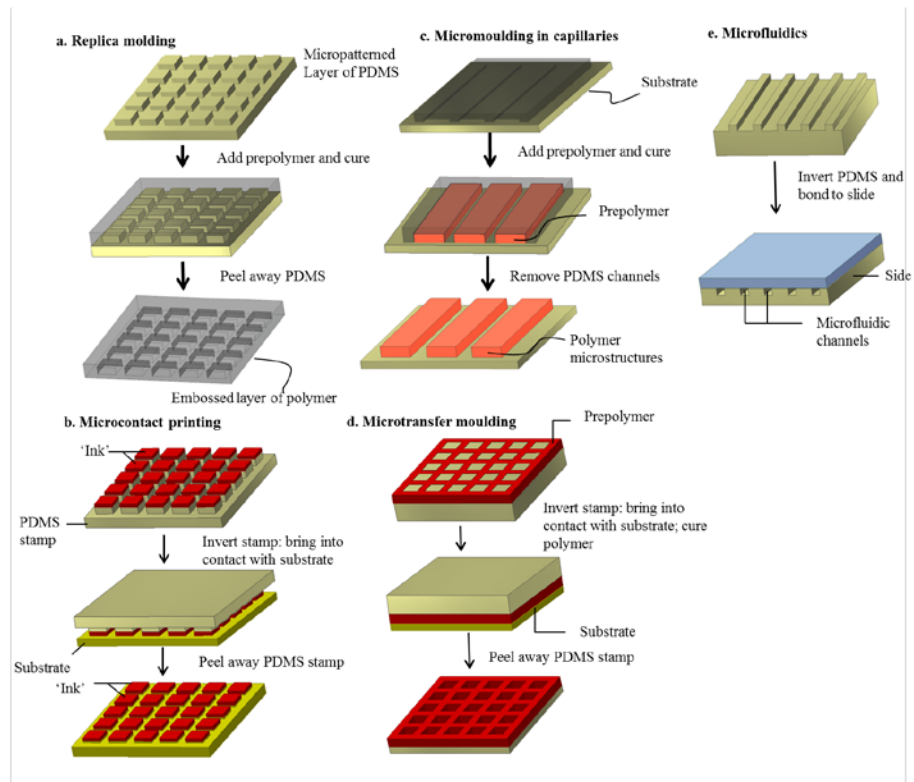 a. Replica molding
Micropatterned
Layer of PDMS
Add prepolymer and cure
Peel away PDMS
Embossed layer of polymer
b. Microcontact printing
'Ink'
PDMS
stamp
Invert stamp: bring into
contact with substrate
Substrate
Peel away PDMS stamp
'Ink'
c. Micromoulding in capillaries
Substrate
Add prepolymer and cure
Prepolymer
Remove PDMS channels
Polymer
microstructures
d. Microtransfer moulding
Prepolymer
Invert stamp: bring into
contact with substrate; cure
polymer
Substrate
Peel away PDMS stamp
e. Microfluidics
Invert PDMS and
bond to slide
Side
Microfluidic
channels